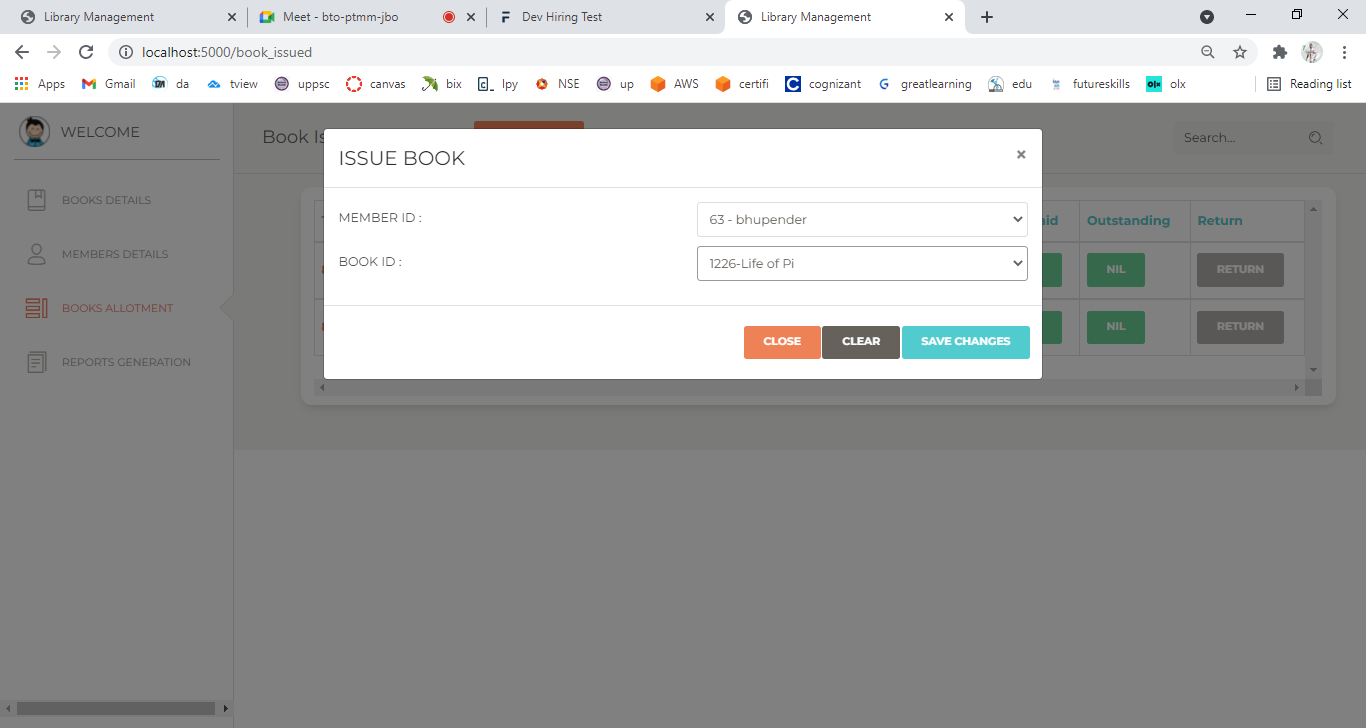 Library Management
Meet - bto-ptmm-jbo
Dev Hiring Test
Library Management
localhost:5000/book_issued
Apps
Gmail
da
tview
uppsc
canvas
bix
lpy
NSE
up
AWS
certifi
cognizant
greatlearning
edu
futureskills
olx
Reading list
WELCOME
Book Is
Search...
BOOKS DETAILS
MEMBERS DETAILS
BOOKS ALLOTMENT
REPORTS GENERATION
ISSUE BOOK
×
MEMBER ID :
63 - bhupender
BOOK ID :
1226-Life of Pi
CLOSE
CLEAR
SAVE CHANGES
aid
Outstanding
Return
NIL
RETURN
NIL
RETURN